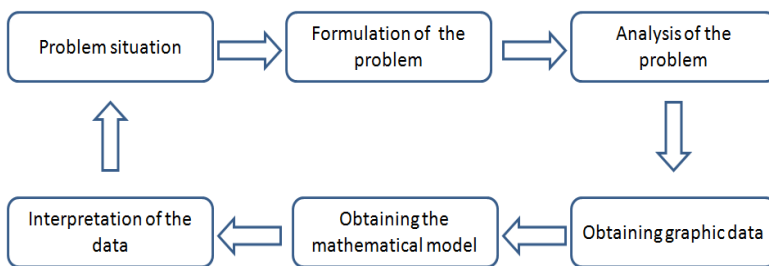 Problem situation
Formulation of the
problem
Analysis of the
problem
Obtaining graphic data
Obtaining the
mathematical model
Interpretation of the
data